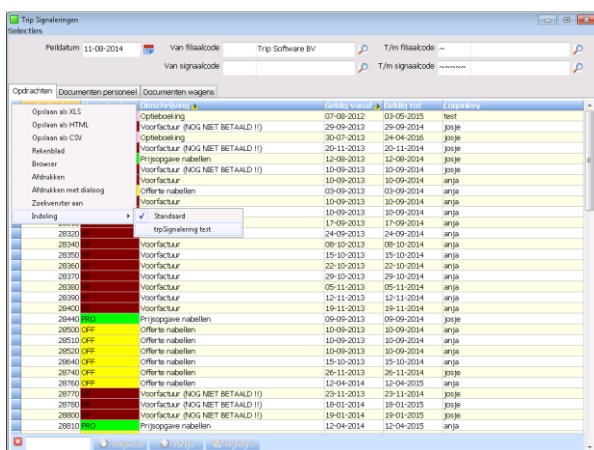 Trip Signaleringen
Selecties
Peildatum 11-08-2014 Van filiaalcode Trip Software BV T/m filiaalcode ~
Van signaalcode T/m signaalcode ~~~~~
Opdrachten Documenten personeel Documenten wagens
Omschrijving Geldig vanaf Geldig tot Logonkey
Opslaan als XLS
Opslaan als HTML
Opslaan als CSV
Rekenblad
Browser
Afdrukken
Afdrukken met dialoog
Zoekvenster aan
Indeling
Standaard
trpSignalering test
Optieboeking 07-08-2012 03-05-2015 test
Voorfactuur (NOG NIET BETAALD !!) 29-09-2013 29-09-2014 josje
Optieboeking 30-07-2013 24-04-2016 josje
Voorfactuur (NOG NIET BETAALD !!) 20-11-2013 20-11-2014 josje
Prijsopgave nabellen 12-08-2013 12-08-2014 josje
Voorfactuur (NOG NIET BETAALD !!) 10-09-2013 10-09-2014 josje
Voorfactuur 10-09-2013 10-09-2014 anja
Offerte nabellen 03-09-2013 03-09-2014 anja
Voorfactuur 10-09-2013 10-09-2014 anja
10-09-2013 10-09-2014 anja
17-09-2013 17-09-2014 anja
28320 24-09-2013 24-09-2014 anja
28340 Voorfactuur 08-10-2013 08-10-2014 anja
28350 Voorfactuur 15-10-2013 15-10-2014 anja
28360 Voorfactuur 22-10-2013 22-10-2014 anja
28370 Voorfactuur 29-10-2013 29-10-2014 anja
28380 Voorfactuur 05-11-2013 05-11-2014 anja
28390 Voorfactuur 12-11-2013 12-11-2014 anja
28400 Voorfactuur 19-11-2013 19-11-2014 anja
28440 PRO Prijsopgave nabellen 09-09-2013 09-09-2014 josje
28500 OFF Offerte nabellen 10-09-2013 10-09-2014 anja
28510 OFF Offerte nabellen 10-09-2013 10-09-2014 anja
28520 OFF Offerte nabellen 10-09-2013 10-09-2014 anja
28640 OFF Offerte nabellen 15-10-2013 15-10-2014 anja
28740 OFF Offerte nabellen 26-11-2013 26-11-2014 josje
28760 OFF Offerte nabellen 12-04-2014 12-04-2015 anja
28770 Voorfactuur (NOG NIET BETAALD !!) 23-11-2013 23-11-2014 josje
28780 Voorfactuur (NOG NIET BETAALD !!) 18-01-2014 18-01-2015 josje
28800 Voorfactuur (NOG NIET BETAALD !!) 19-01-2014 19-01-2015 josje
28810 PRO Prijsopgave nabellen 12-04-2014 12-04-2015 anja